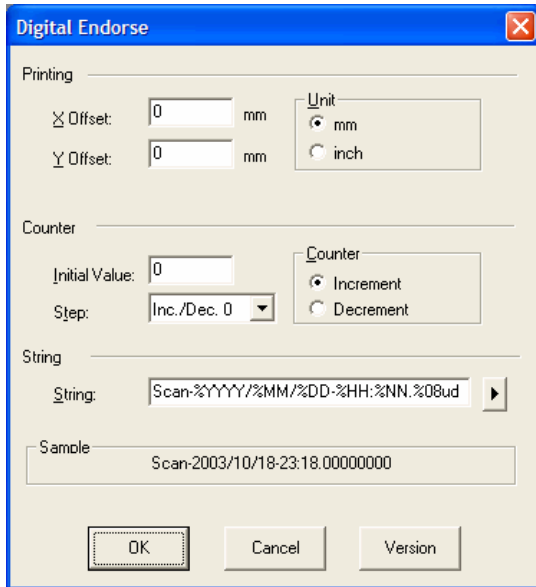 Digital Endorse
Printing
X Offset: 0 mm
Y Offset: 0 mm
Unit
mm
inch
Counter
Initial Value: 0
Step: Inc./Dec. 0
Counter
Increment
Decrement
String
String: Scan-%YYYY/%MM/%DD-%HH:%NN.%08ud
Sample
Scan-2003/10/18-23:18.00000000
OK Cancel Version